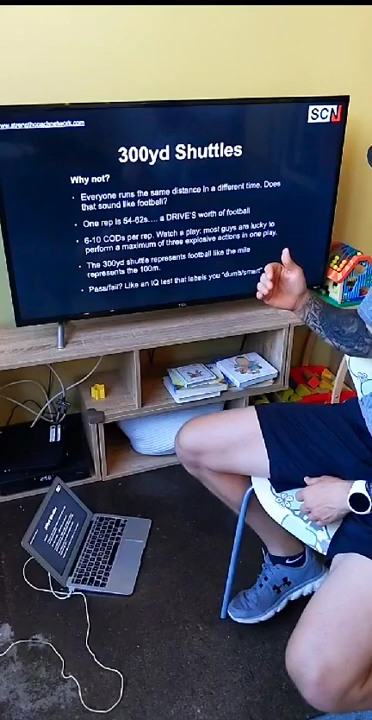 www.strengthcoachnetwork.com
SCN
300yd Shuttles
Why not?
• Everyone runs the same distance in a different time. Does
that sound like football?
• One rep is 54-62s.... a DRIVE'S worth of football
• 6-10 CODs per rep. Watch a play: most guys are lucky to
perform a maximum of three explosive actions in one play.
• The 300yd shuttle represents football like the mile
represents the 100m.
• Pass/fail? Like an IQ test that labels you "dumb/smart"
TCL